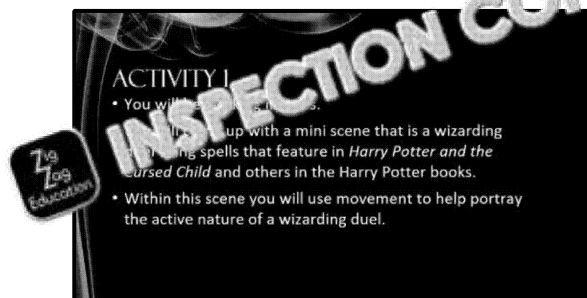 INSPECTION COP
ACTIVITY 1
• You will
up with a mini scene that is a wizarding
spells that feature in Harry Potter and the
Cursed Child and others in the Harry Potter books.
• Within this scene you will use movement to help portray
the active nature of a wizarding duel.
Zig
Zag
Education